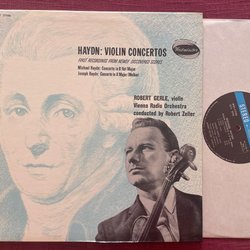 HAYDN: VIOLIN CONCERTOS
FIRST RECORDINGS FROM NEWLY DISCOVERED SCORES
Michael Haydn: Concerto in B flat Major
Joseph Haydn: Concerto in A Major (Melker)
Westminster
ROBERT GERLE, violin
Vienna Radio Orchestra
conducted by Robert Zeller
STEREO